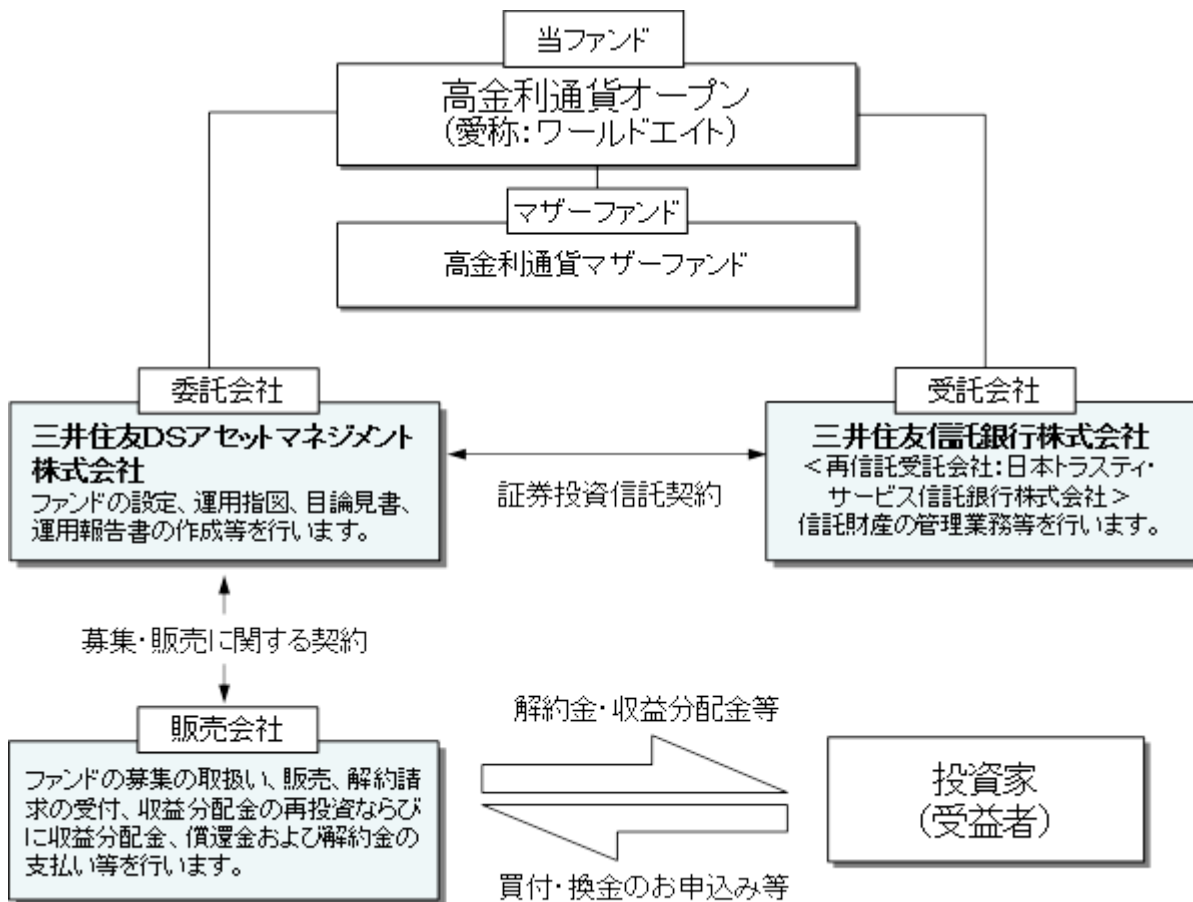 当ファンド
高金利通貨オープン
(愛称:ワールドエイト)
マザーファンド
高金利通貨マザーファンド
委託会社
三井住友DSアセットマネジメント
株式会社
ファンドの設定、運用指図、目論見書、
運用報告書の作成等を行います。
証券投資信託契約
受託会社
三井住友信託銀行株式会社
<再信託受託会社:日本トラスティ・
サービス信託銀行株式会社>
信託財産の管理業務等を行います。
募集・販売に関する契約
販売会社
ファンドの募集の取扱い、販売、解約請
求の受付、収益分配金の再投資ならび
に収益分配金、償還金および解約金の
支払い等を行います。
解約金・収益分配金等
買付・換金のお申込み等
投資家
(受益者)